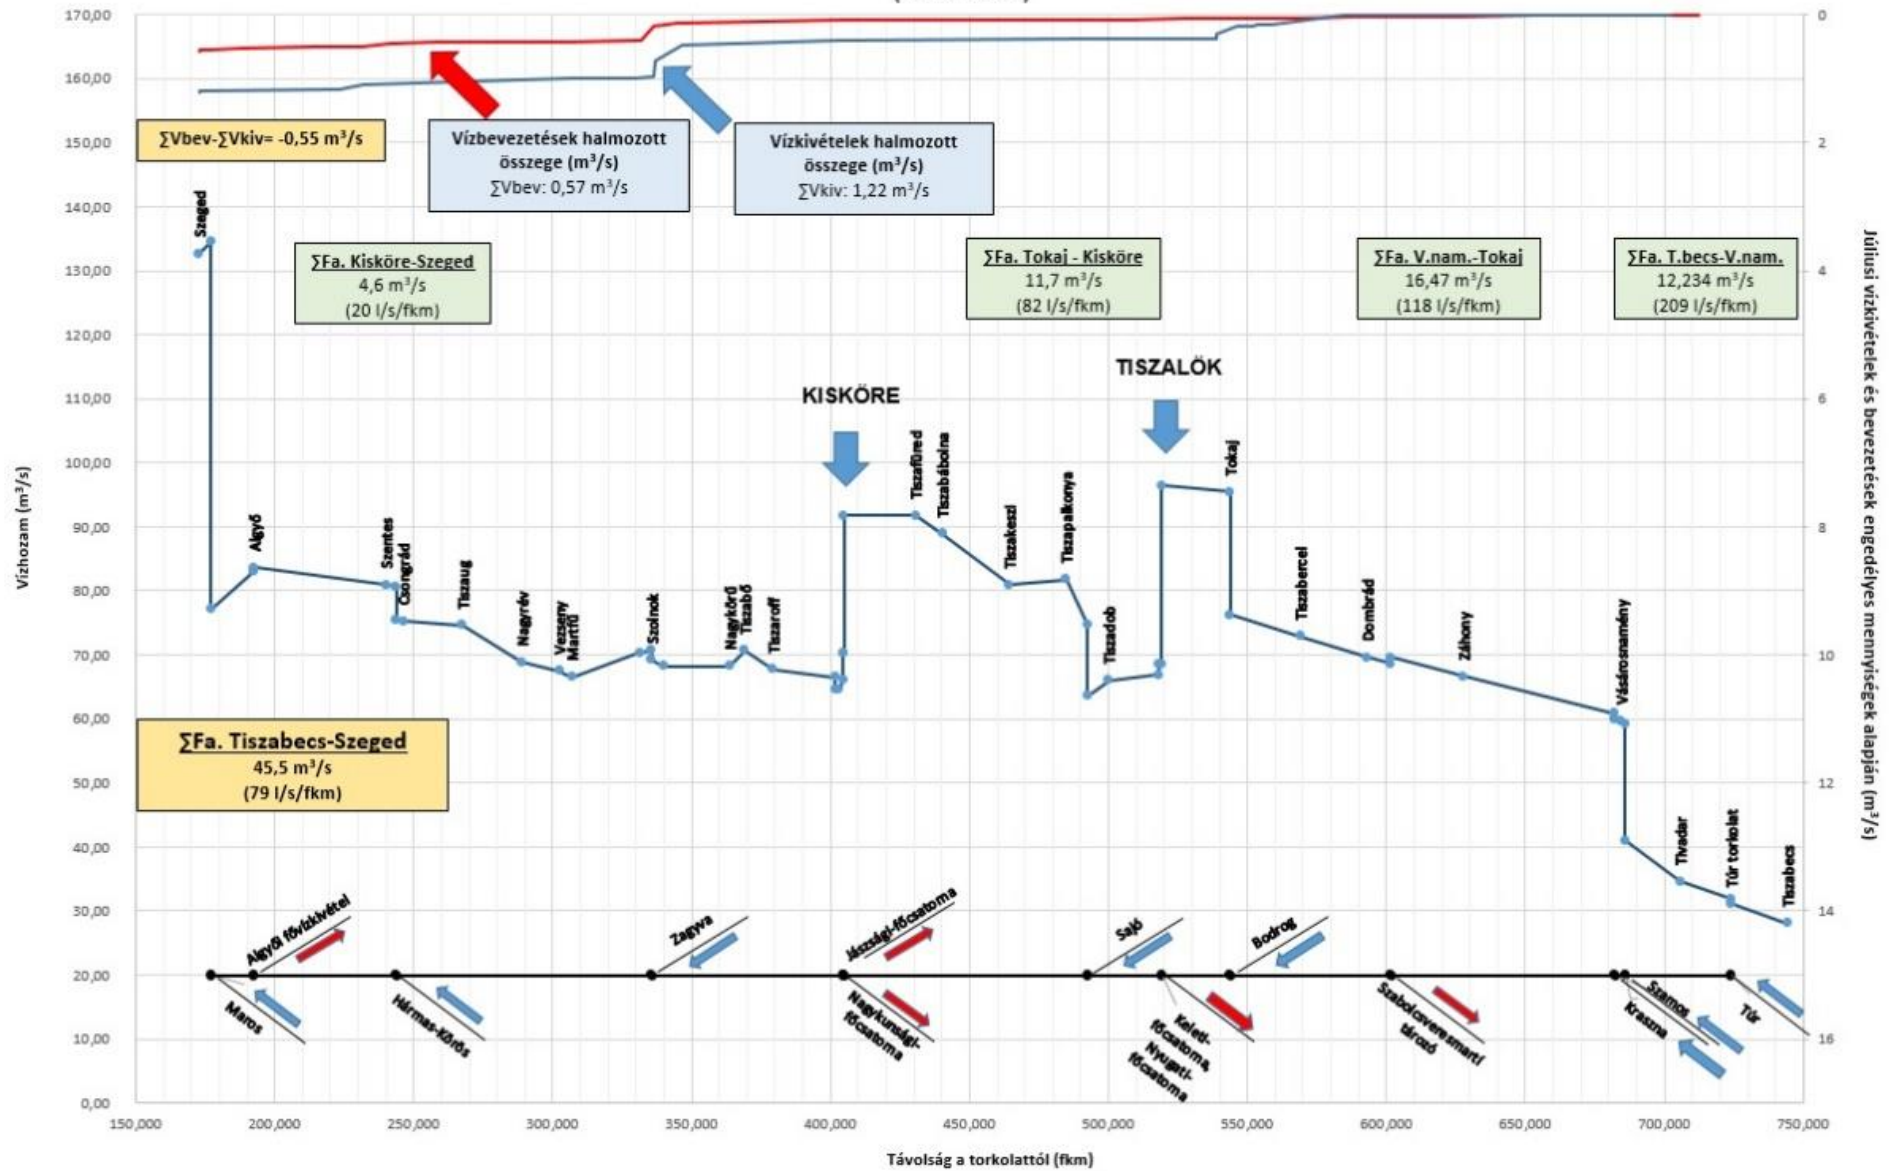 170,00
160,00
150,00
140,00
130,00
120,00
110,00
100,00
90,00
80,00
70,00
60,00
50,00
40,00
30,00
20,00
10,00
0,00
Vízhozam (m³/s)
0
2
4
6
8
10
12
14
16
Júliusi vízkivételek és bevezetések engedélyes mennyiségek alapján (m³/s)
150,000
200,000
250,000
300,000
350,000
400,000
450,000
500,000
550,000
600,000
650,000
700,000
750,000
Távolság a torkolattól (fkm)
∑Vbev-∑Vkiv= -0,55 m³/s
Vízbevezetések halmozott
összege (m³/s)
∑Vbev: 0,57 m³/s
Vízkivételek halmozott
összege (m³/s)
∑Vkiv: 1,22 m³/s
∑Fa. Kisköre-Szeged
4,6 m³/s
(20 l/s/fkm)
∑Fa. Tokaj - Kisköre
11,7 m³/s
(82 l/s/fkm)
∑Fa. V.nam.-Tokaj
16,47 m³/s
(118 l/s/fkm)
∑Fa. T.becs-V.nam.
12,234 m³/s
(209 l/s/fkm)
KISKÖRE
TISZALÖK
Szeged
Algyő
Szentes
Csongrád
Tiszaug
Nagyrév
Vezseny
Martfű
Szolnok
Nagykörű
Tiszabő
Tiszaroff
Tiszafüred
Tiszabábolna
Tiszakeszi
Tiszapalkonya
Tiszadob
Tokaj
Tiszabercel
Dombrád
Záhony
Vásárosnamény
Tivadar
Túr torkolat
Tiszabecs
∑Fa. Tiszabecs-Szeged
45,5 m³/s
(79 l/s/fkm)
Algyői fővízkivétel
Maros
Hármas-Körös
Zagyva
Jászsági-főcsatorna
Nagykunsági-
főcsatorna
Sajó
Keleti-
főcsatorna,
Nyugati-
főcsatorna
Bodrog
Szabolcsveresmarti
tározó
Szamos
Kraszna
Túr